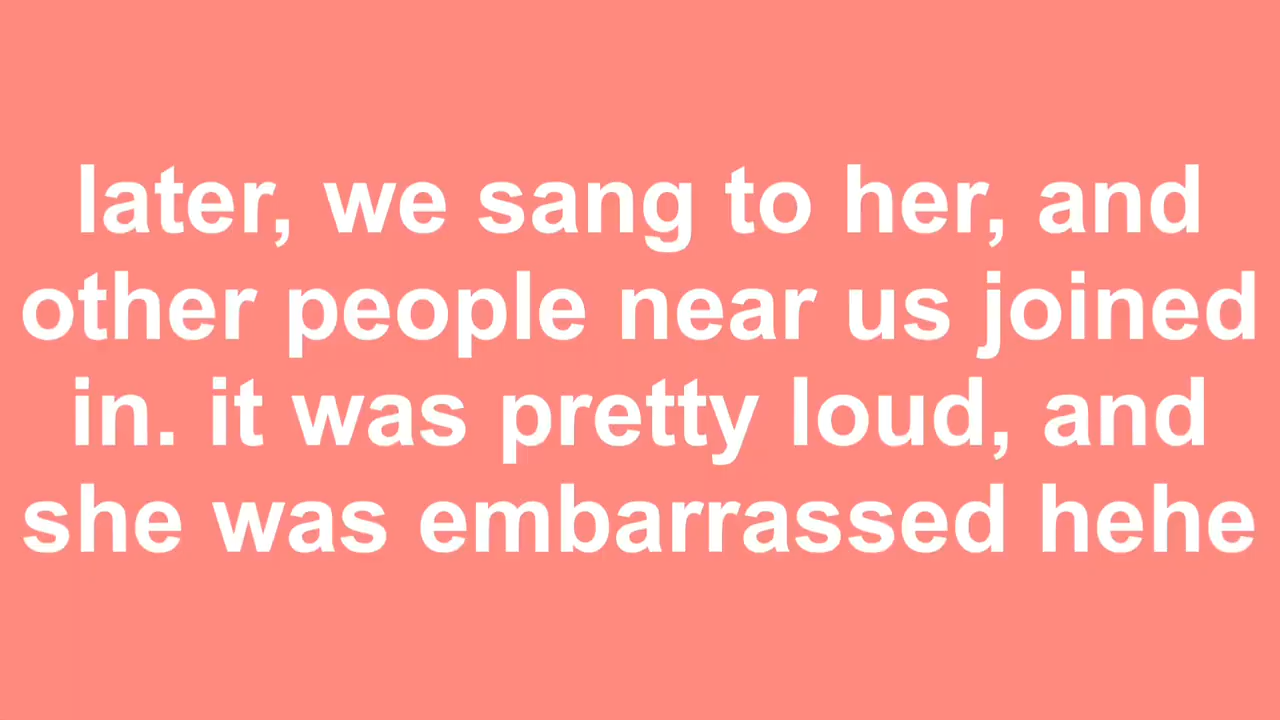 later, we sang to her, and
other people near us joined
in. it was pretty loud, and
she was embarrassed hehe